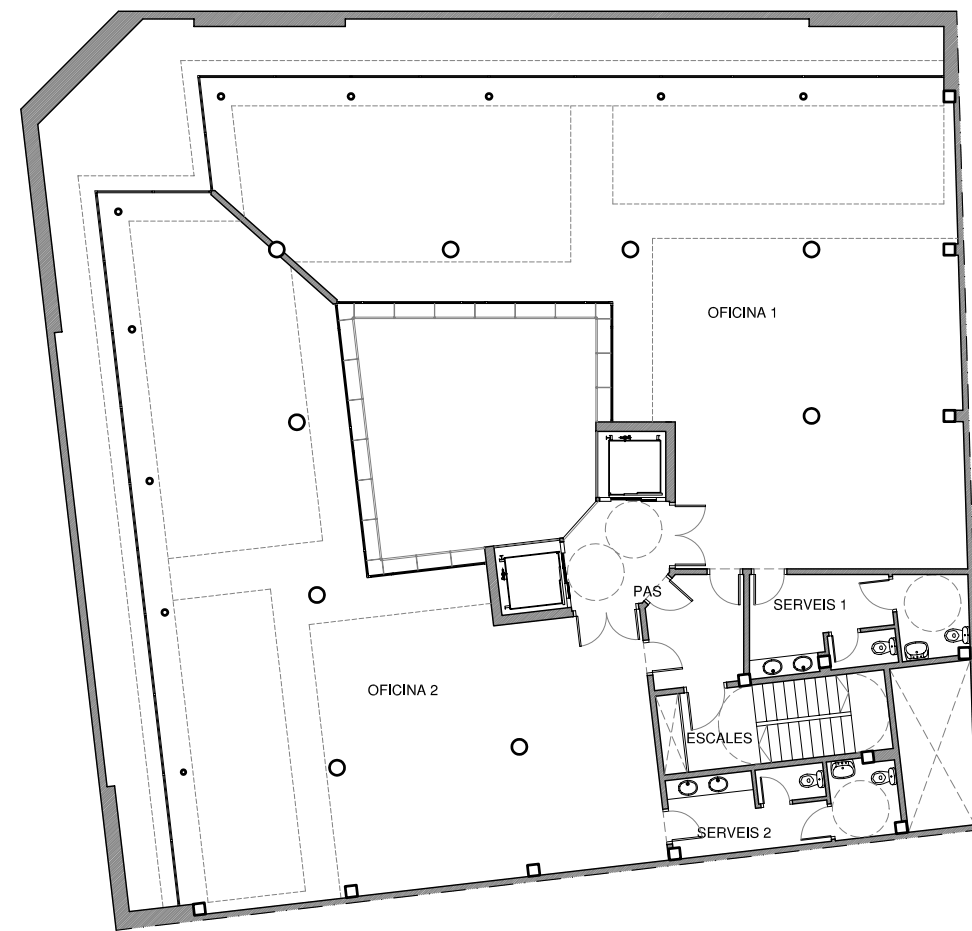 OFICINA 1
PAS
SERVEIS 1
OFICINA 2
ESCALES
SERVEIS 2